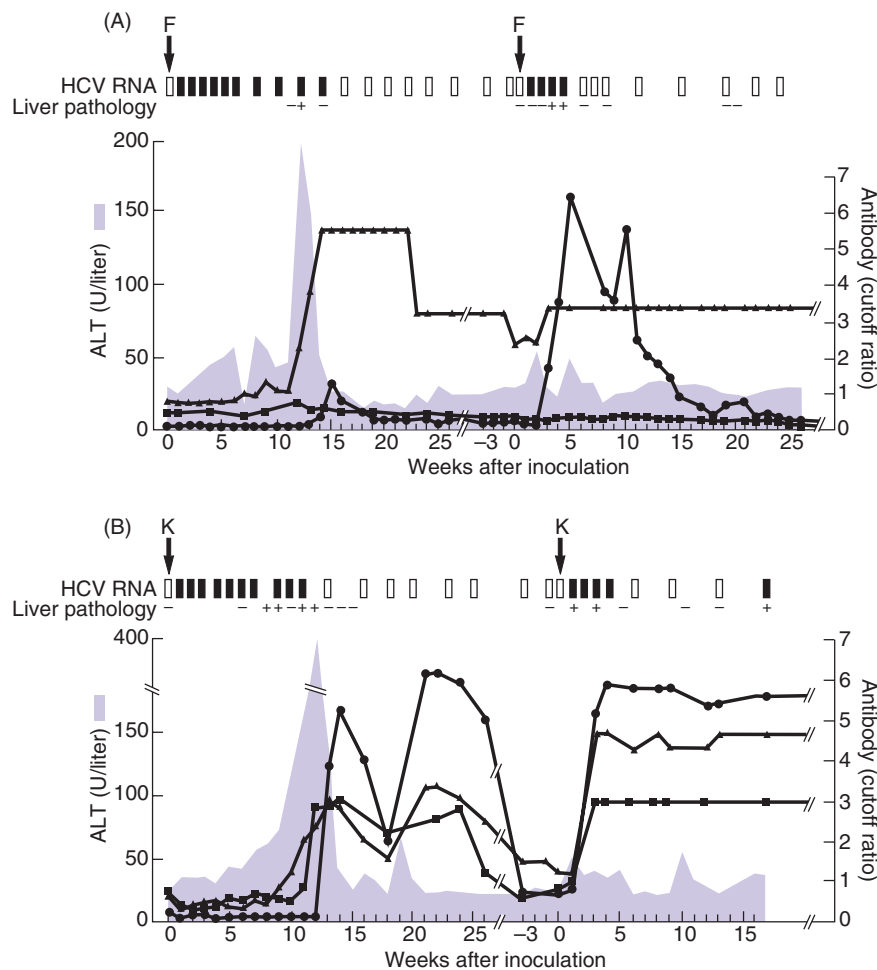 (A)
F F
HCV RNA
Liver pathology − + − − − − + + − − − −
200
150
100
50
0
ALT (U/liter)
7
6
5
4
3
2
1
0
Antibody (cutoff ratio)
0 5 10 15 20 25 −3 0 5 10 15 20 25
Weeks after inoculation
(B)
K K
HCV RNA
Liver pathology − − + + − + + − − − − + + − − − +
400
150
100
50
0
ALT (U/liter)
7
6
5
4
3
2
1
0
Antibody (cutoff ratio)
0 5 10 15 20 25 −3 0 5 10 15
Weeks after inoculation